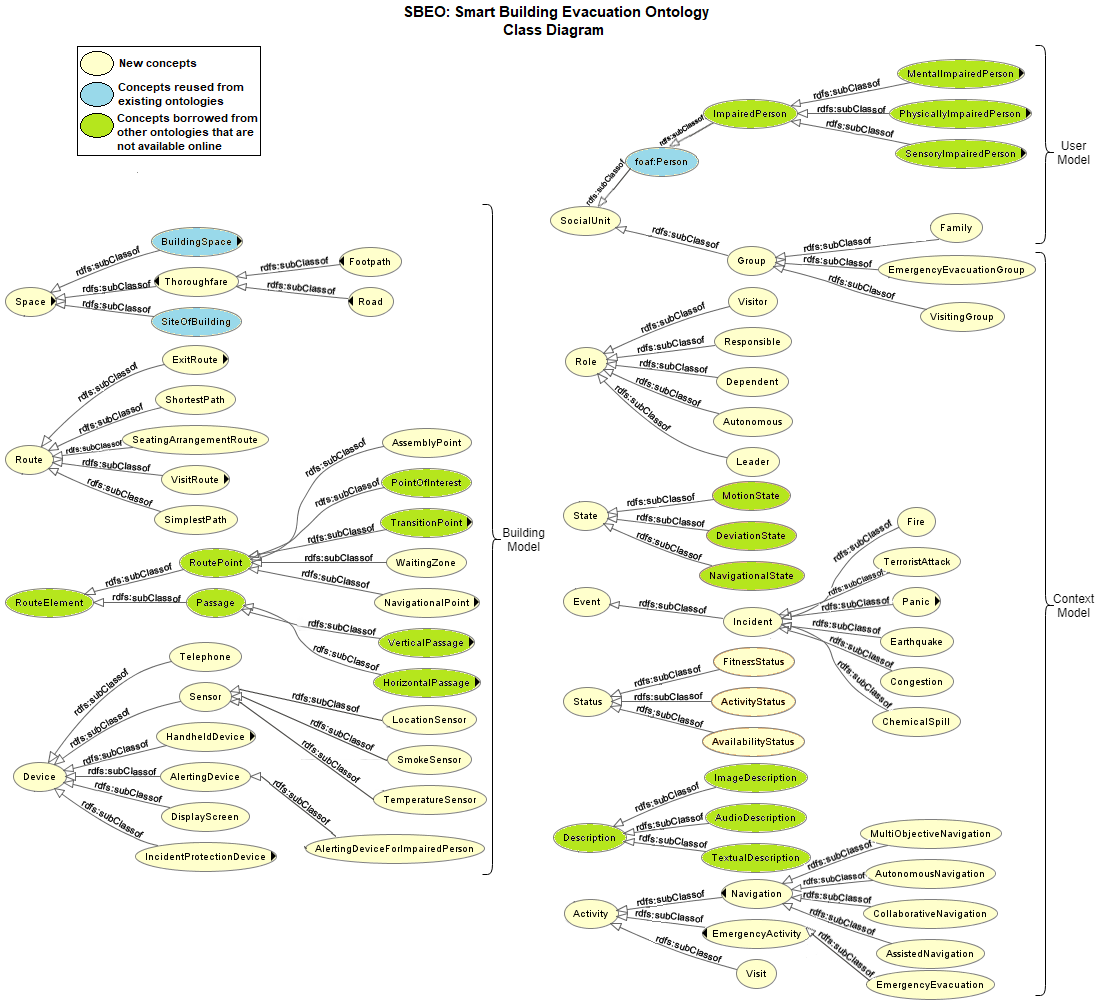 SBEO: Smart Building Evacuation Ontology
Class Diagram
New concepts
Concepts reused from
existing ontologies
Concepts borrowed from
other ontologies that are
not available online
BuildingSpace
rdfs:subClassof
Space
rdfs:subClassof
Thoroughfare
rdfs:subClassof
Footpath
rdfs:subClassof
Road
rdfs:subClassof
SiteOfBuilding
ExitRoute
rdfs:subClassof
ShortestPath
rdfs:subClassof
SeatingArrangementRoute
rdfs:subClassof
Route
rdfs:subClassof
VisitRoute
rdfs:subClassof
SimplestPath
AssemblyPoint
rdfs:subClassof
PointOfInterest
rdfs:subClassof
TransitionPoint
rdfs:subClassof
RoutePoint
rdfs:subClassof
WaitingZone
rdfs:subClassof
NavigationalPoint
rdfs:subClassof
RouteElement
rdfs:subClassof
Passage
rdfs:subClassof
VerticalPassage
rdfs:subClassof
HorizontalPassage
Telephone
rdfs:subClassof
Sensor
rdfs:subClassof
rdfs:subClassof
LocationSensor
rdfs:subClassof
SmokeSensor
rdfs:subClassof
TemperatureSensor
HandheldDevice
rdfs:subClassof
Device
rdfs:subClassof
AlertingDevice
rdfs:subClassof
AlertingDeviceForImpairedPerson
rdfs:subClassof
DisplayScreen
rdfs:subClassof
IncidentProtectionDevice
Building
Model
MentalImpairedPerson
rdfs:subClassof
ImpairedPerson
rdfs:subClassof
PhysicallyImpairedPerson
rdfs:subClassof
SensoryImpairedPerson
rdfs:subClassof
foaf:Person
rdfs:subClassof
SocialUnit
rdfs:subClassof
Group
rdfs:subClassof
Family
rdfs:subClassof
EmergencyEvacuationGroup
rdfs:subClassof
VisitingGroup
User
Model
Visitor
rdfs:subClassof
Responsible
rdfs:subClassof
Role
rdfs:subClassof
Dependent
rdfs:subClassof
Autonomous
rdfs:subClassof
Leader
MotionState
rdfs:subClassof
State
rdfs:subClassof
DeviationState
rdfs:subClassof
NavigationalState
Event
rdfs:subClassof
Incident
Fire
rdfs:subClassof
TerroristAttack
rdfs:subClassof
Panic
rdfs:subClassof
Earthquake
rdfs:subClassof
Congestion
rdfs:subClassof
ChemicalSpill
rdfs:subClassof
FitnessStatus
rdfs:subClassof
Status
rdfs:subClassof
ActivityStatus
rdfs:subClassof
AvailabilityStatus
ImageDescription
rdfs:subClassof
Description
rdfs:subClassof
AudioDescription
rdfs:subClassof
TextualDescription
Activity
rdfs:subClassof
Navigation
rdfs:subClassof
MultiObjectiveNavigation
rdfs:subClassof
AutonomousNavigation
rdfs:subClassof
CollaborativeNavigation
rdfs:subClassof
AssistedNavigation
rdfs:subClassof
EmergencyActivity
rdfs:subClassof
EmergencyEvacuation
rdfs:subClassof
Visit
Context
Model